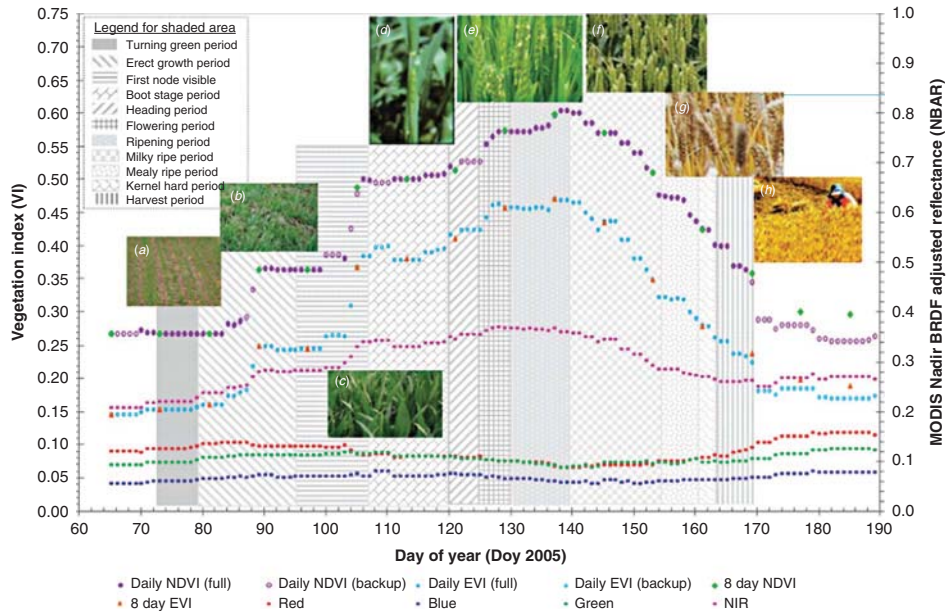 0.75
0.70
0.65
0.60
0.55
0.50
0.45
0.40
0.35
0.30
0.25
0.20
0.15
0.10
0.05
0.00
Vegetation index (VI)
Legend for shaded area
Turning green period
Erect growth period
First node visible
Boot stage period
Heading period
Flowering period
Ripening period
Milky ripe period
Mealy ripe period
Kernel hard period
Harvest period
(a)
(b)
(c)
(d)
(e)
(f)
(g)
(h)
1.0
0.9
0.8
0.7
0.6
0.5
0.4
0.3
0.2
0.1
0.0
MODIS Nadir BRDF adjusted reflectance (NBAR)
60 70 80 90 100 110 120 130 140 150 160 170 180 190
Day of year (Doy 2005)
Daily NDVI (full) Daily NDVI (backup) Daily EVI (full) Daily EVI (backup) 8 day NDVI
8 day EVI Red Blue Green NIR